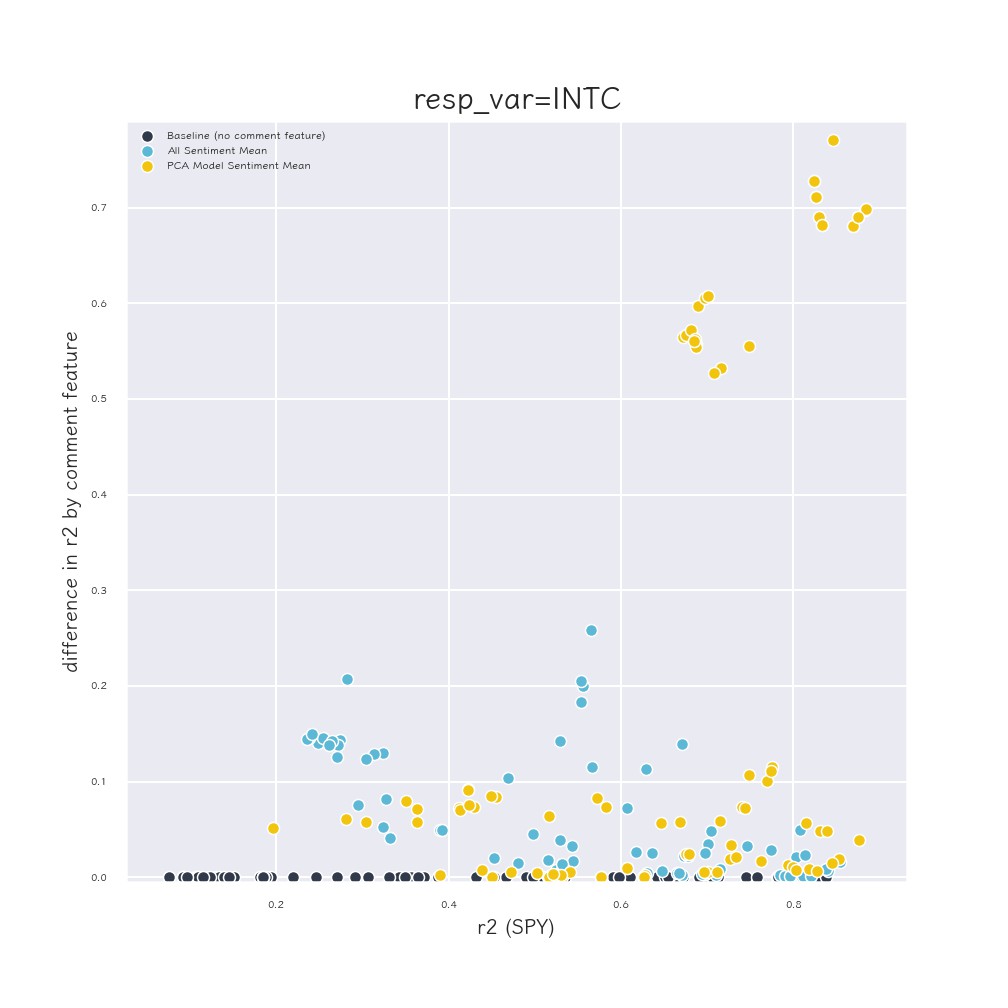 resp_var=INTC
Baseline (no comment feature)
All Sentiment Mean
PCA Model Sentiment Mean
difference in r2 by comment feature
0.7
0.6
0.5
0.4
0.3
0.2
0.1
0.0
0.2 0.4 0.6 0.8
r2 (SPY)